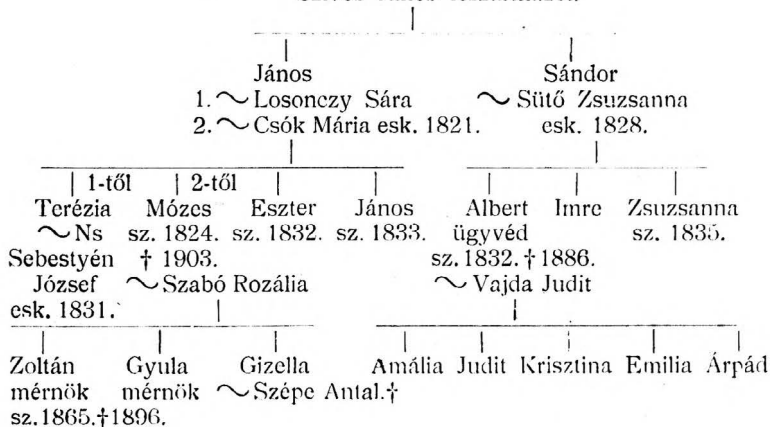 János Sándor
1. ~ Losonczy Sára ~ Sütő Zsuzsanna
2. ~ Csók Mária esk. 1821. esk. 1828.
1-től 2-től
Terézia Mózes Eszter János Albert Imre Zsuzsanna
~ Ns sz. 1824. sz. 1832. sz. 1833. ügyvéd sz. 1835.
Sebestyén † 1903. sz. 1832. † 1886.
József ~ Szabó Rozália ~ Vajda Judit
esk. 1831.
Zoltán Gyula Gizella Amália Judit Krisztina Emilia Árpád
mérnök mérnök ~ Szépe Antal.†
sz. 1865. † 1896.